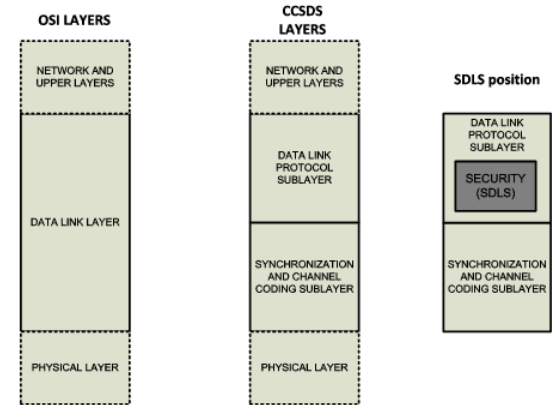 OSI LAYERS
NETWORK AND
UPPER LAYERS
DATA LINK LAYER
PHYSICAL LAYER
CCSDS
LAYERS
NETWORK AND
UPPER LAYERS
DATA LINK
PROTOCOL
SUBLAYER
SYNCHRONIZATION
AND CHANNEL
CODING SUBLAYER
PHYSICAL LAYER
SDLS position
DATA LINK
PROTOCOL
SUBLAYER
SECURITY
(SDLS)
SYNCHRONIZATION
AND CHANNEL
CODING SUBLAYER